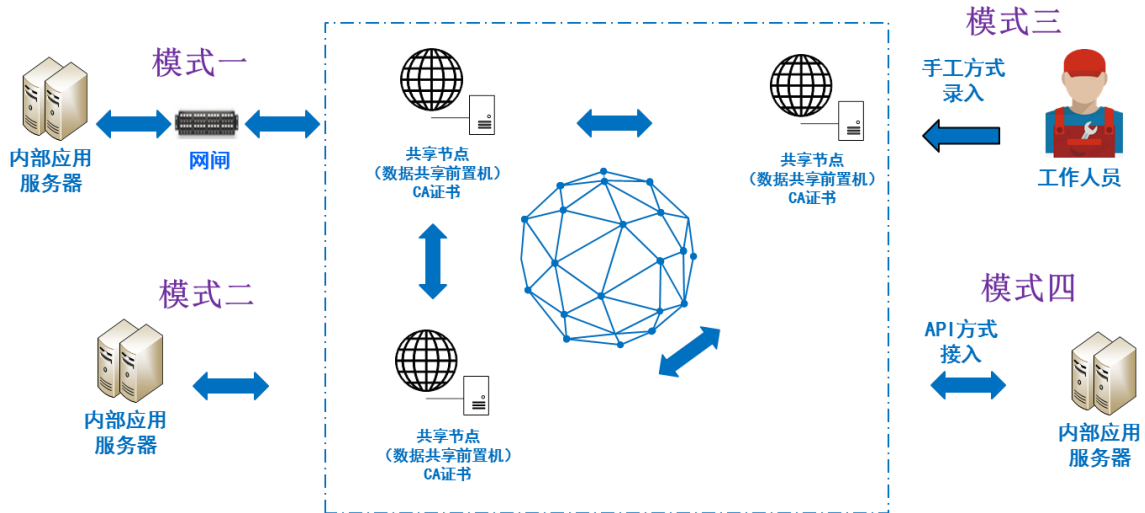 模式一
内部应用
服务器
网闸
共享节点
（数据共享前置机）
CA证书
共享节点
（数据共享前置机）
CA证书
模式三
手工方式
录入
工作人员
模式二
内部应用
服务器
共享节点
（数据共享前置机）
CA证书
模式四
API方式
接入
内部应用
服务器